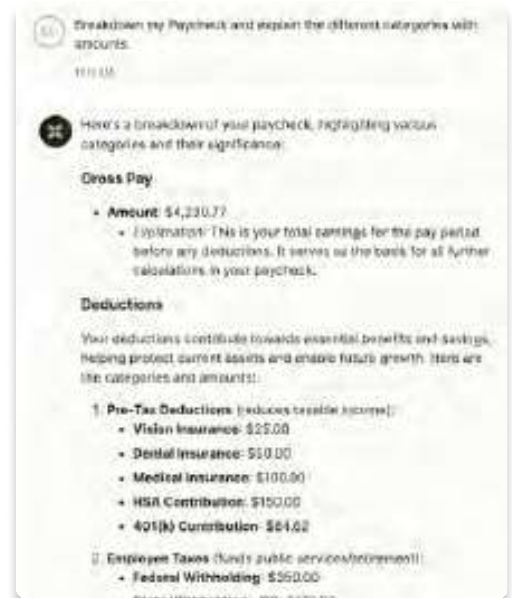 Breakdown my Paycheck and explain the different categories with
amounts.
Here's a breakdown of your paycheck, highlighting various
categories and their significance:
Gross Pay
• Amount: $4,230.77
• Explanation: This is your total earnings for the pay period
before any deductions. It serves as the basis for all further
calculations in your paycheck.
Deductions
Your deductions contribute towards essential benefits and savings,
helping protect current assets and enable future growth. Here are
the categories and amounts:
1. Pre-Tax Deductions (reduces taxable income):
• Vision Insurance: $25.00
• Dental Insurance: $50.00
• Medical Insurance: $100.00
• HSA Contribution: $150.00
• 401(k) Contribution: $84.62
2. Employee Taxes (funds public services/retirement):
• Federal Withholding: $350.00